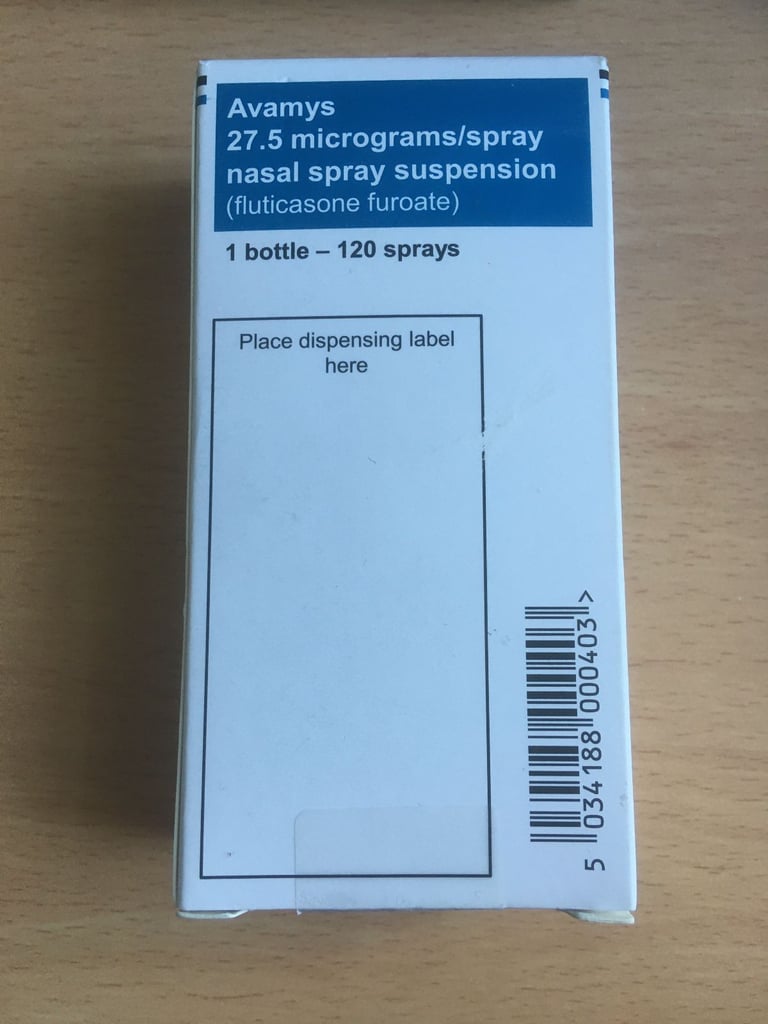 Avamys
27.5 micrograms/spray
nasal spray suspension
(fluticasone furoate)
1 bottle – 120 sprays
Place dispensing label
here
5 034188 000403 >